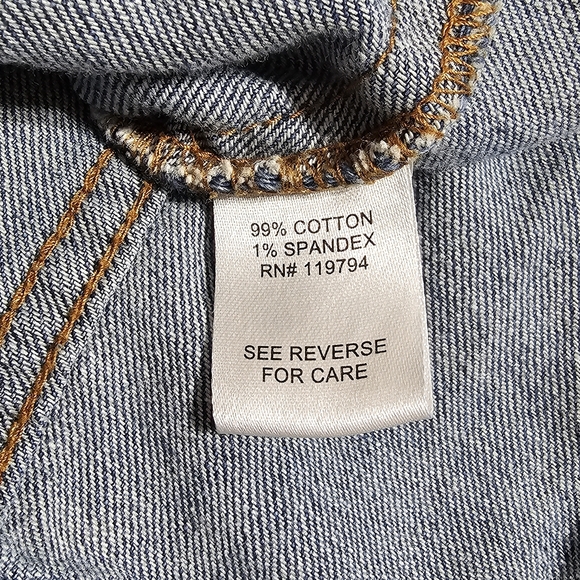 99% COTTON
1% SPANDEX
RN# 119794
SEE REVERSE
FOR CARE